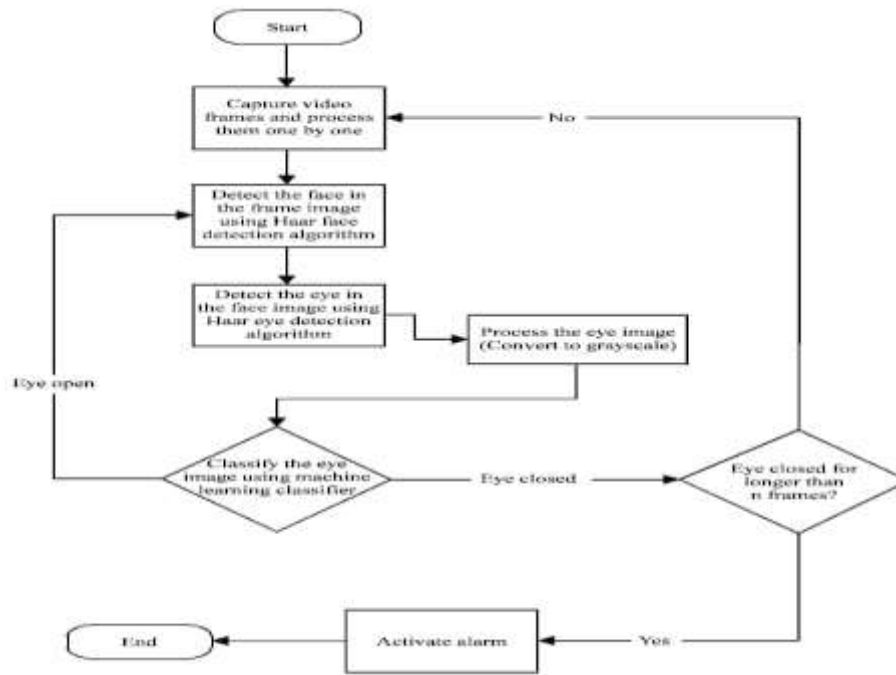 Start
Capture video
frames and process
them one by one
No
Detect the face in
the frame image
using Haar face
detection algorithm
Detect the eye in
the face image using
Haar eye detection
algorithm
Process the eye image
(Convert to grayscale)
Eye open
Classify the eye
image using machine
learning classifier
Eye closed
Eye closed for
longer than
n frames?
End
Activate alarm
Yes